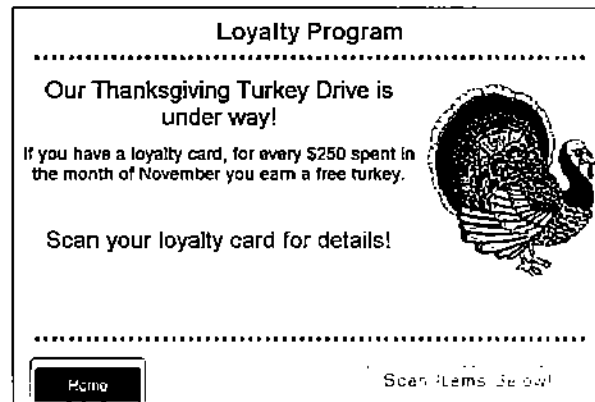 Loyalty Program
Our Thanksgiving Turkey Drive is
under way!
If you have a loyalty card, for every $250 spent in
the month of November you earn a free turkey.
Scan your loyalty card for details!
Home
Scan Items Below!